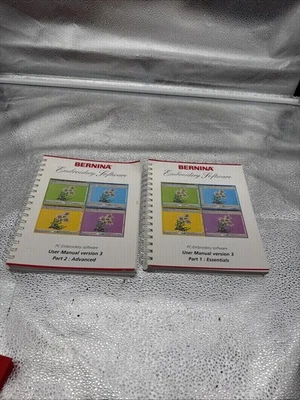 BERNINA
Embroidery Software
PC Embroidery software
User Manual version 3
Part 2 : Advanced
BERNINA
Embroidery Software
PC Embroidery software
User Manual version 3
Part 1 : Essentials